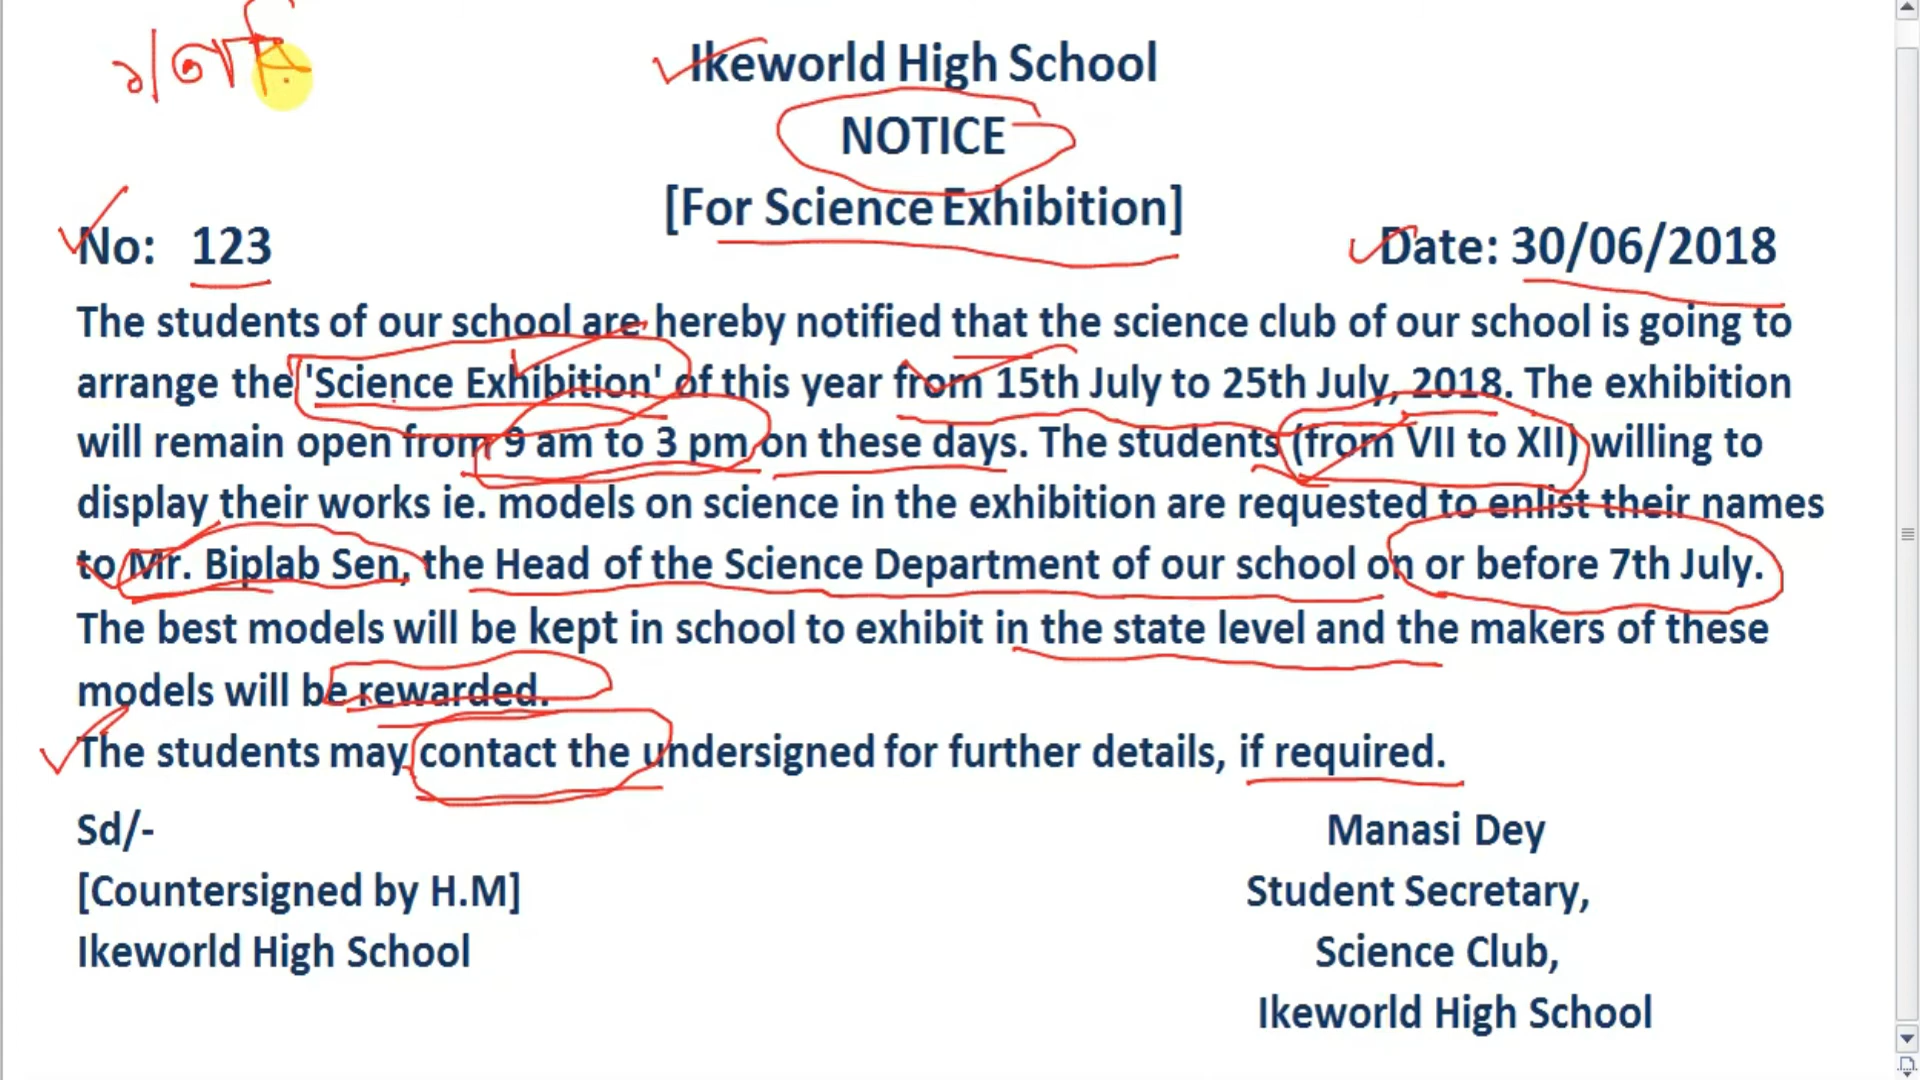 Ikeworld High School
NOTICE
[For Science Exhibition]
No: 123 Date: 30/06/2018
The students of our school are hereby notified that the science club of our school is going to
arrange the 'Science Exhibition' of this year from 15th July to 25th July, 2018. The exhibition
will remain open from 9 am to 3 pm on these days. The students (from VII to XII) willing to
display their works ie. models on science in the exhibition are requested to enlist their names
to Mr. Biplab Sen, the Head of the Science Department of our school on or before 7th July.
The best models will be kept in school to exhibit in the state level and the makers of these
models will be rewarded.
The students may contact the undersigned for further details, if required.
Sd/- Manasi Dey
[Countersigned by H.M] Student Secretary,
Ikeworld High School Science Club,
Ikeworld High School